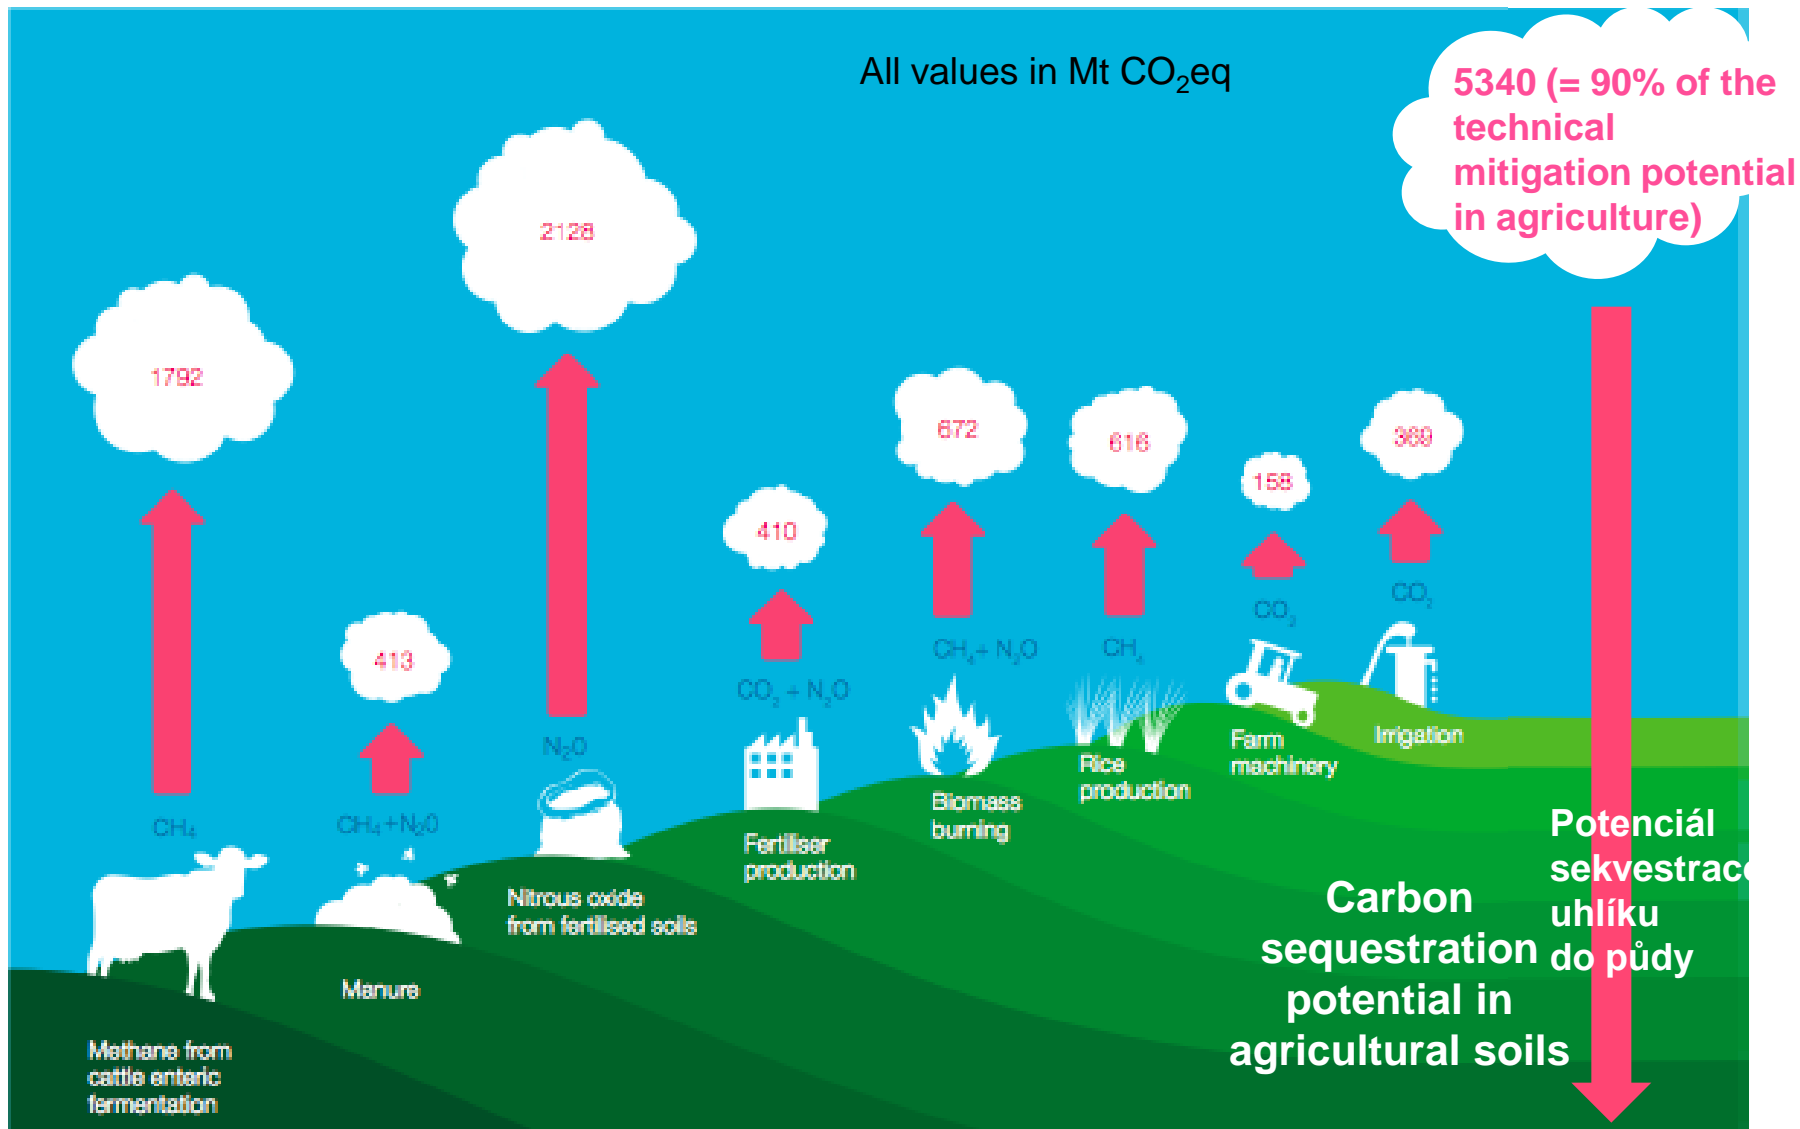 All values in Mt CO₂eq
5340 (= 90% of the
technical
mitigation potential
in agriculture)
2128
1792
672
616
369
158
410
413
CO₂
CO₂
CH₄+ N₂O
CH₄
CO₂ + N₂O
N₂O
CH₄
CH₄+N₂O
Irrigation
Farm
machinery
Rice
production
Biomass
burning
Fertiliser
production
Nitrous oxide
from fertilised soils
Manure
Methane from
cattle enteric
fermentation
Carbon
sequestration
potential in
agricultural soils
Potenciál
sekvestrace
uhlíku
do půdy